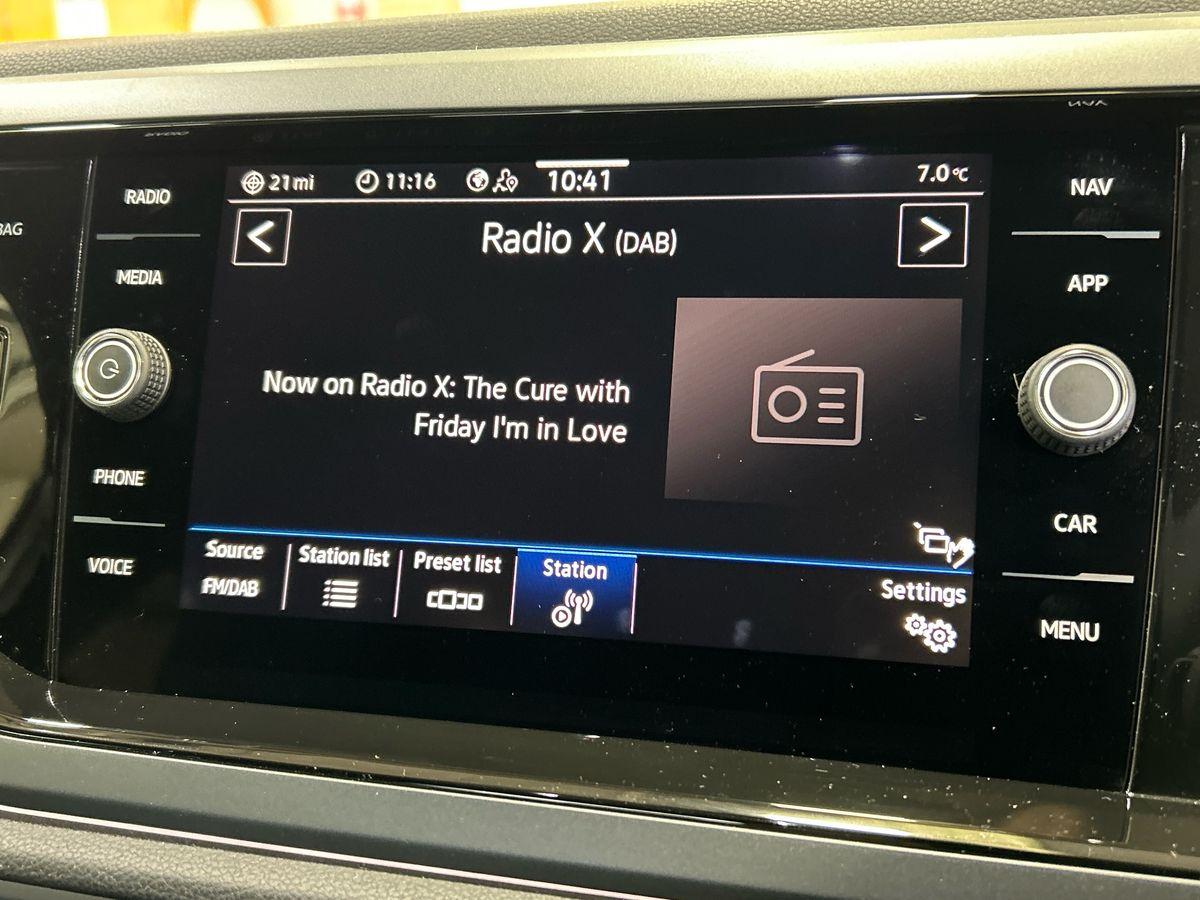 21mi 11:16 10:41 7.0°C
Radio X (DAB)
Now on Radio X: The Cure with
Friday I'm in Love
Source
FM/DAB
Station list
Preset list
Station
Settings
RADIO
MEDIA
PHONE
VOICE
NAV
APP
CAR
MENU
BAG